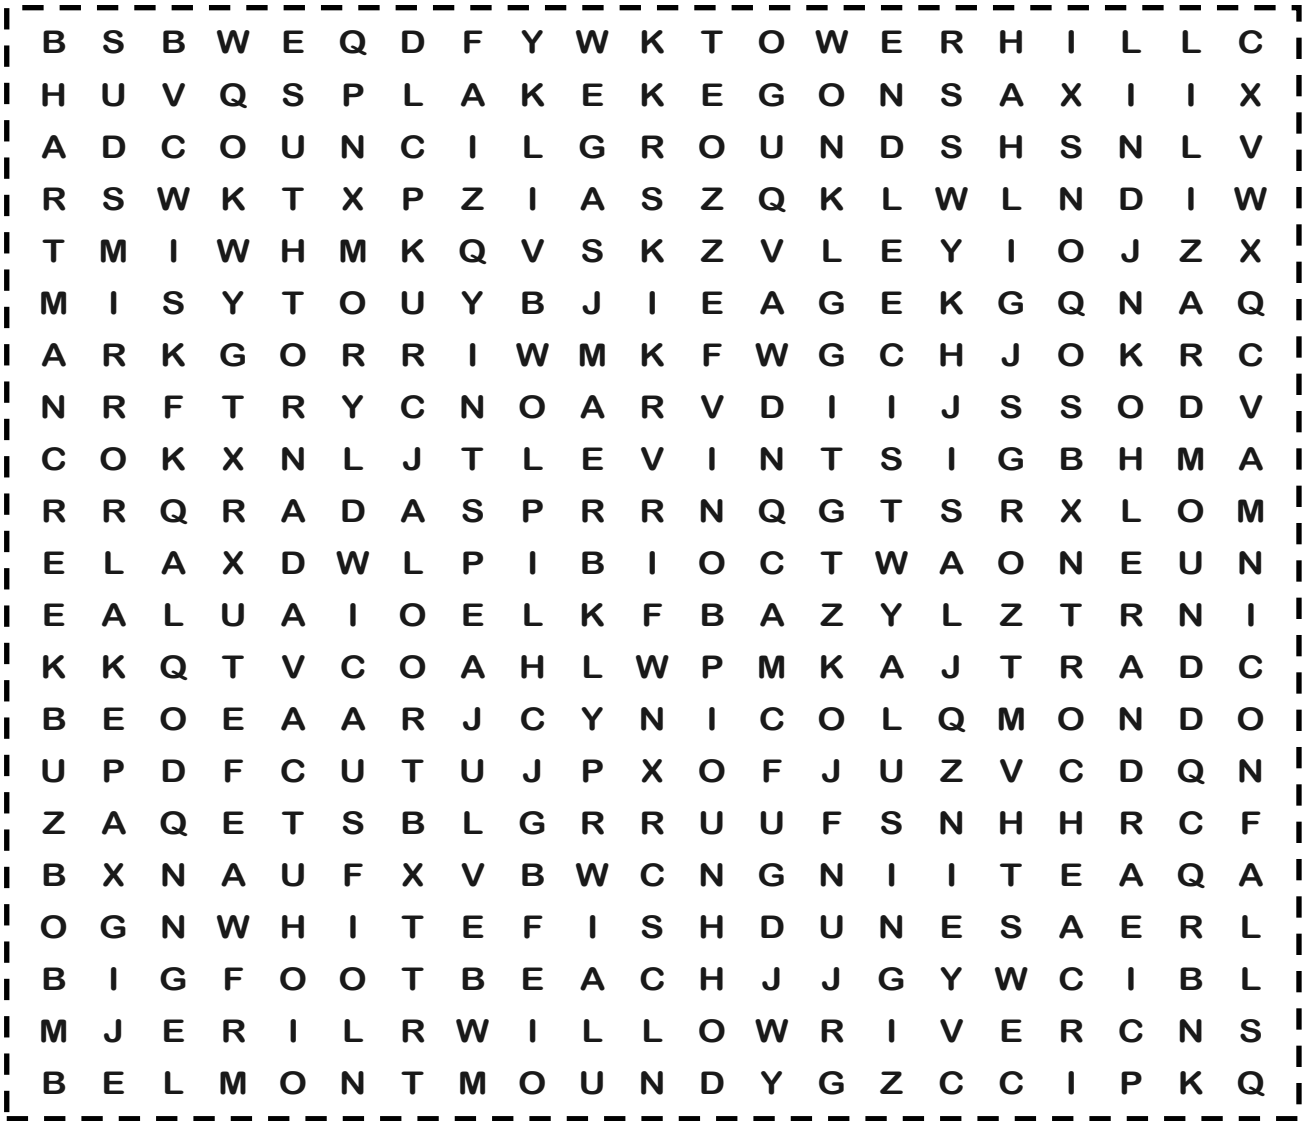 B S B W E Q D F Y W K T O W E R H I L L C
H U V Q S P L A K E K E G O N S A X I I X
A D C O U N C I L G R O U N D S H S N L V
R S W K T X P Z I A S Z Q K L W L N D I W
T M I W H M K Q V S K Z V L E Y I O J Z X
M I S Y T O U Y B J I E A G E K G Q N A Q
A R K G O R R I W M K F W G C H J O K R C
N R F T R Y C N O A R V D I I J S S O D V
C O K X N L J T L E V I N T S I G B H M A
R R Q R A D A S P R R N Q G T S R X L O M
E L A X D W L P I B I O C T W A O N E U N
E A L U A I O E L K F B A Z Y L Z T R N I
K K Q T V C O A H L W P M K A J T R A D C
B E O E A A R J C Y N I C O L Q M O N D O
U P D F C U T U J P X O F J U Z V C D Q N
Z A Q E T S B L G R R U U F S N H H R C F
B X N A U F X V B W C N G N I I T E A Q A
O G N W H I T E F I S H D U N E S A E R L
B I G F O O T B E A C H J J G Y W C I B L
M J E R I L R W I L L O W R I V E R C N S
B E L M O N T M O U N D Y G Z C C I P K Q